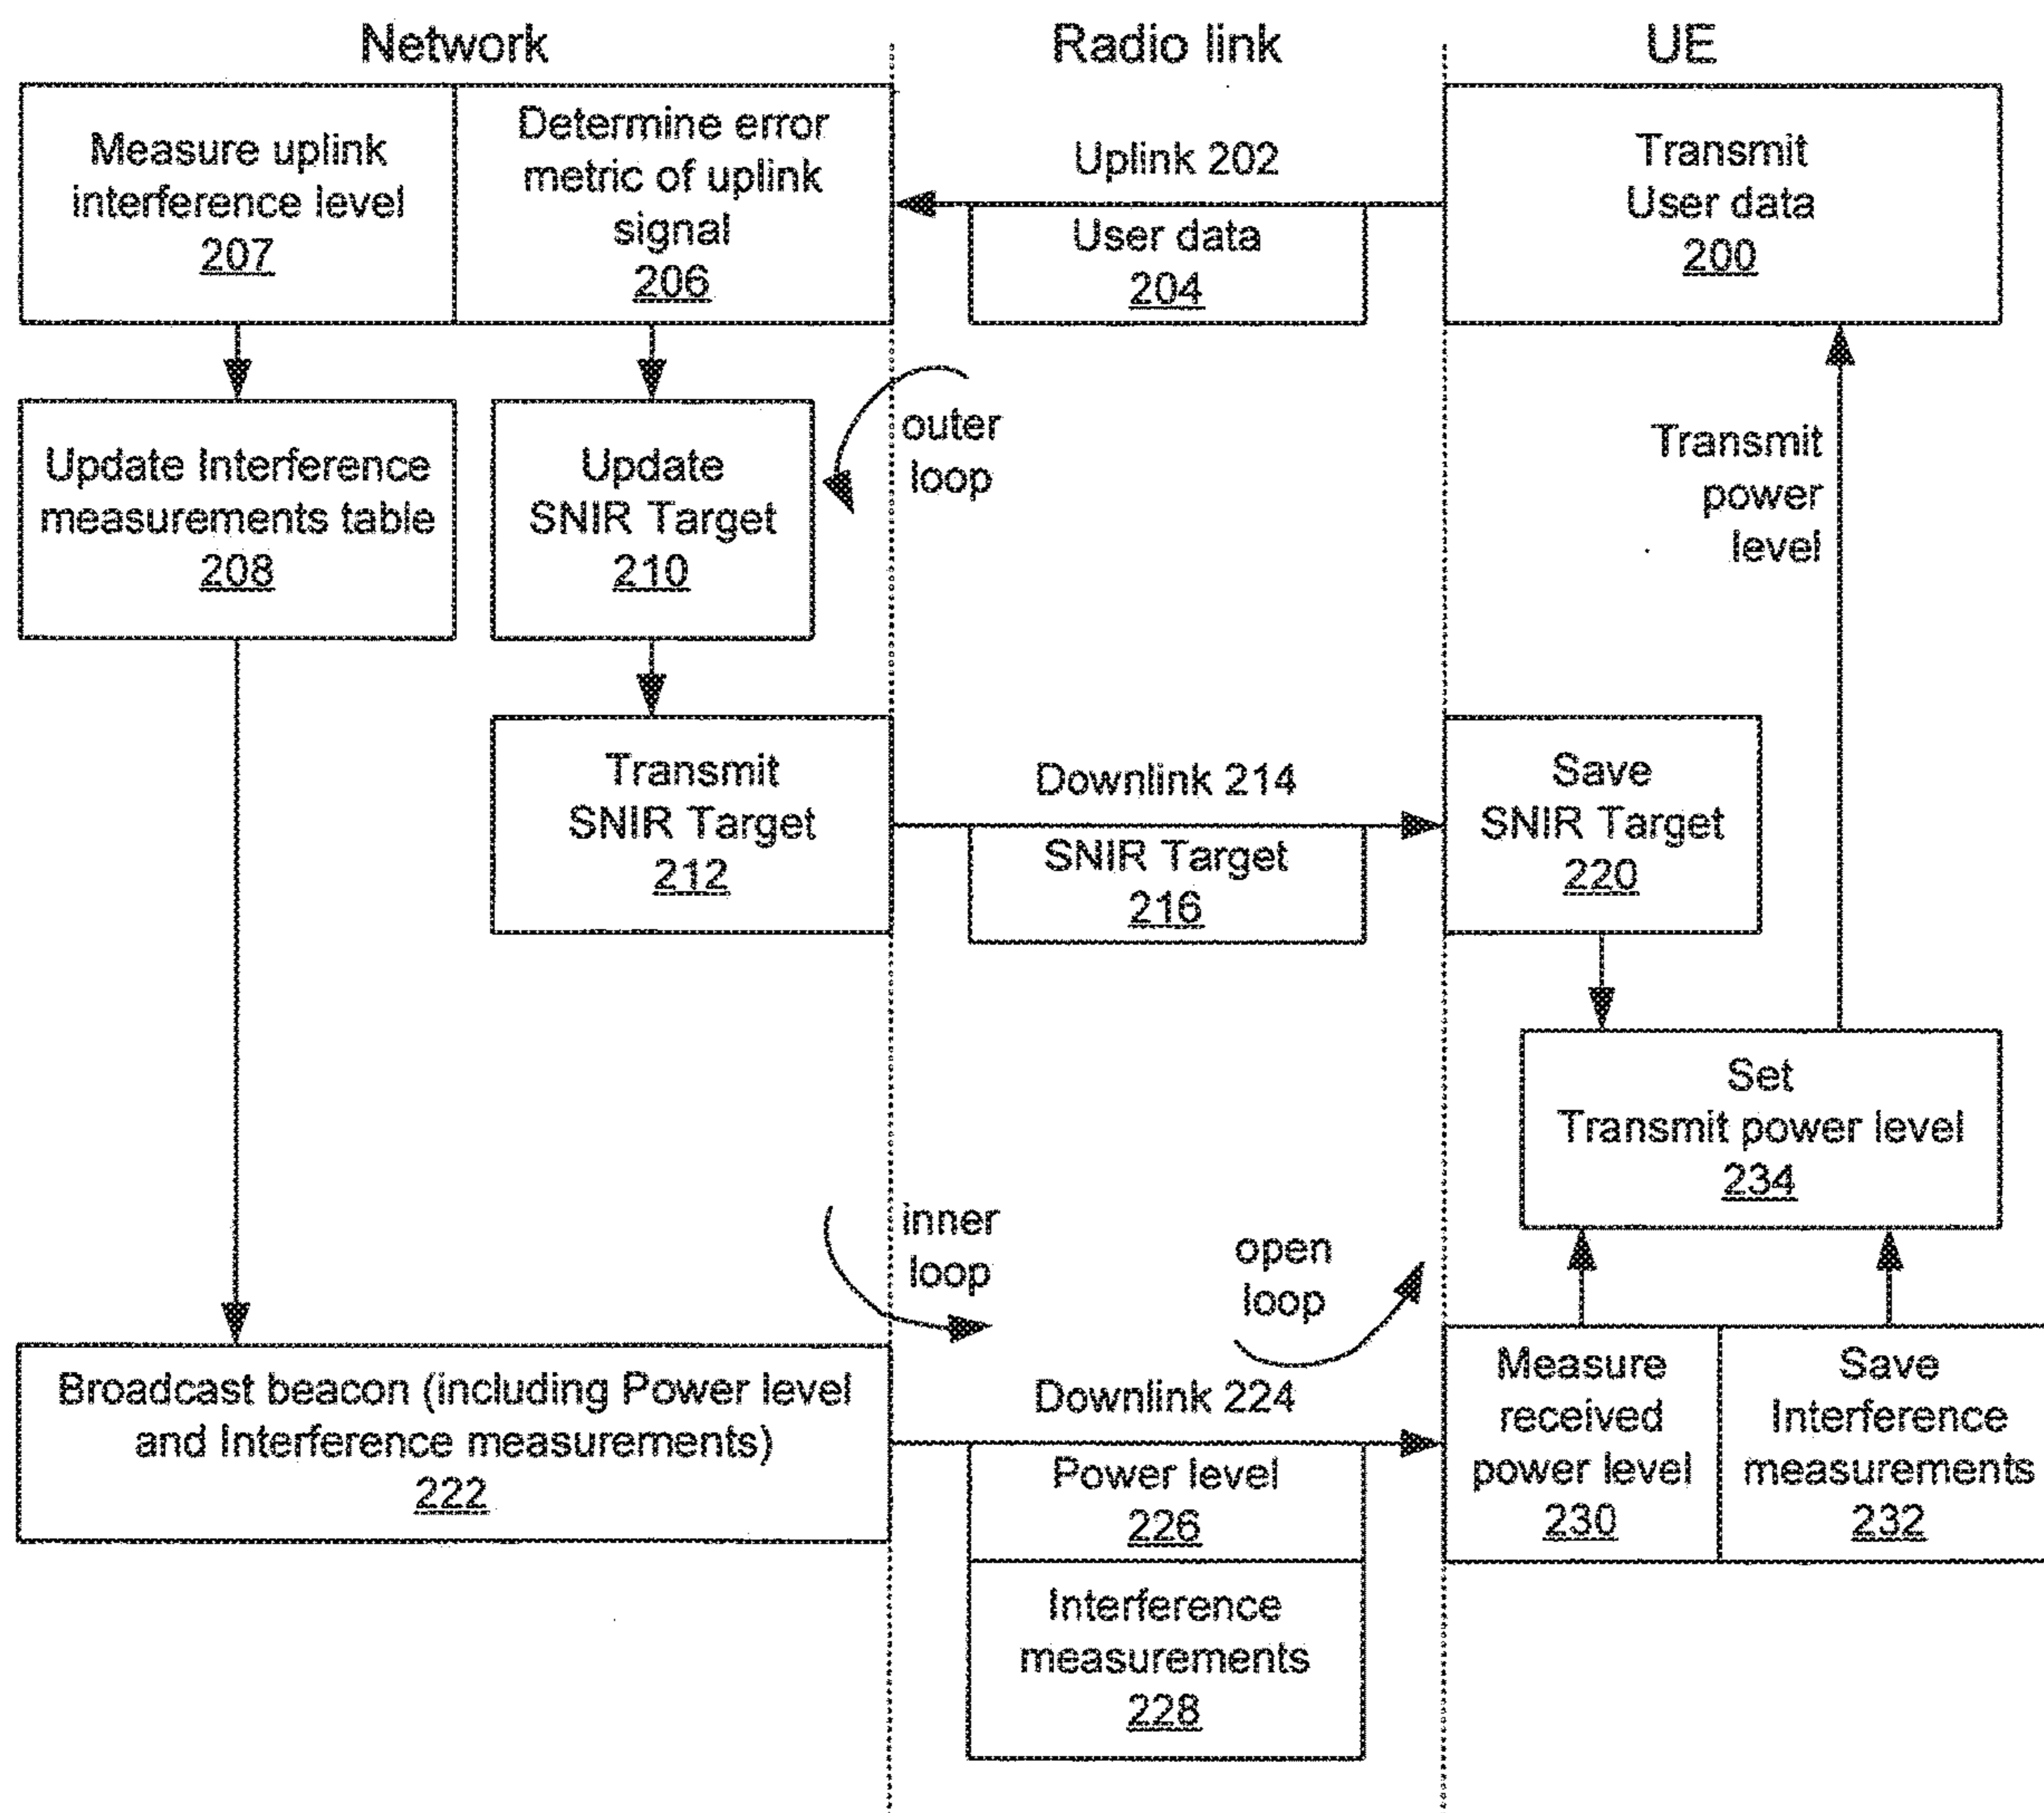 Network
Radio link
UE
Measure uplink
interference level
207
Determine error
metric of uplink
signal
206
Uplink 202
User data
204
Transmit
User data
200
Update Interference
measurements table
208
Update
SNIR Target
210
outer
loop
Transmit
power
level
Transmit
SNIR Target
212
Downlink 214
SNIR Target
216
Save
SNIR Target
220
Set
Transmit power level
234
inner
loop
open
loop
Broadcast beacon (including Power level
and Interference measurements)
222
Downlink 224
Power level
226
Interference
measurements
228
Measure
received
power level
230
Save
Interference
measurements
232